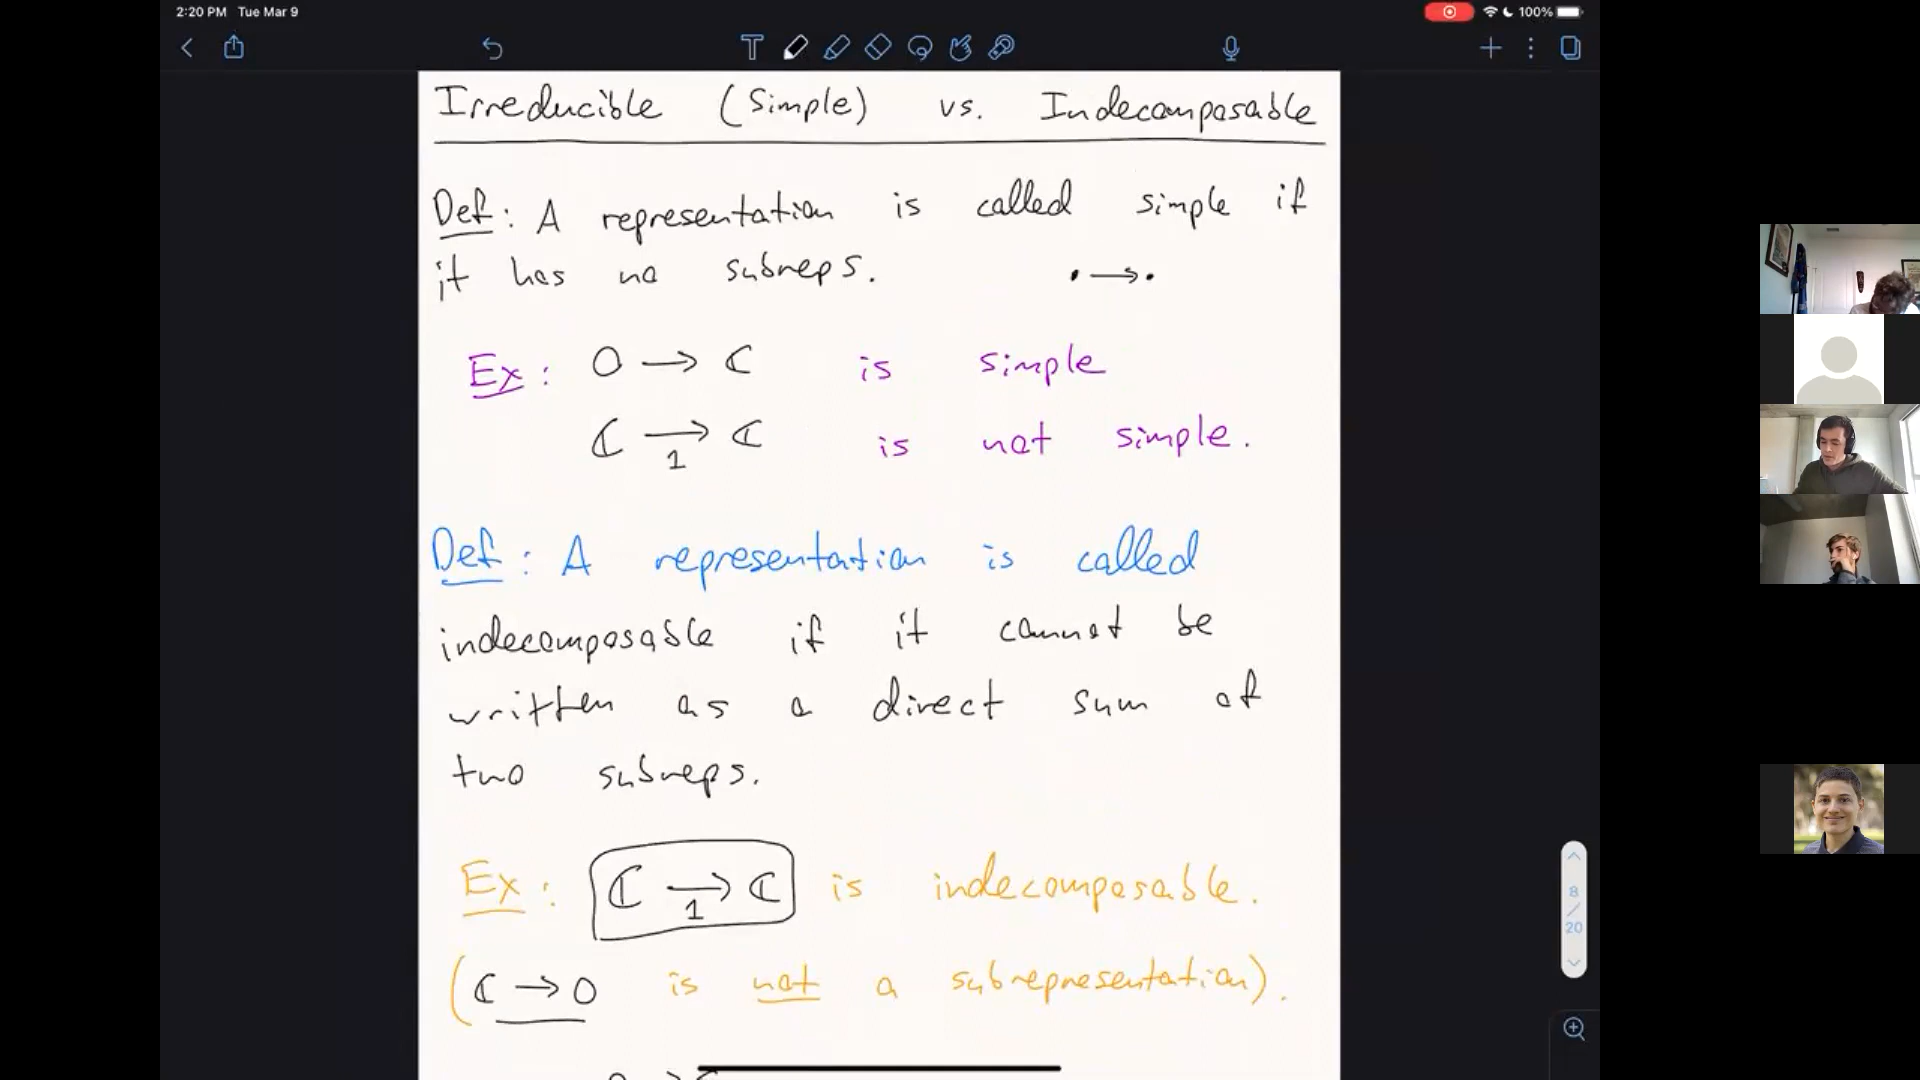 2:20 PM Tue Mar 9
100%
Irreducible (Simple) vs. Indecomposable
Def: A representation is called simple if
it has no subreps. • → •
Ex: 0 → ℂ is simple
ℂ →₁ ℂ is not simple.
Def: A representation is called
indecomposable if it cannot be
written as a direct sum of
two subreps.
Ex: ℂ →₁ ℂ is indecomposable.
(ℂ → 0 is not a subrepresentation).
8
/
20